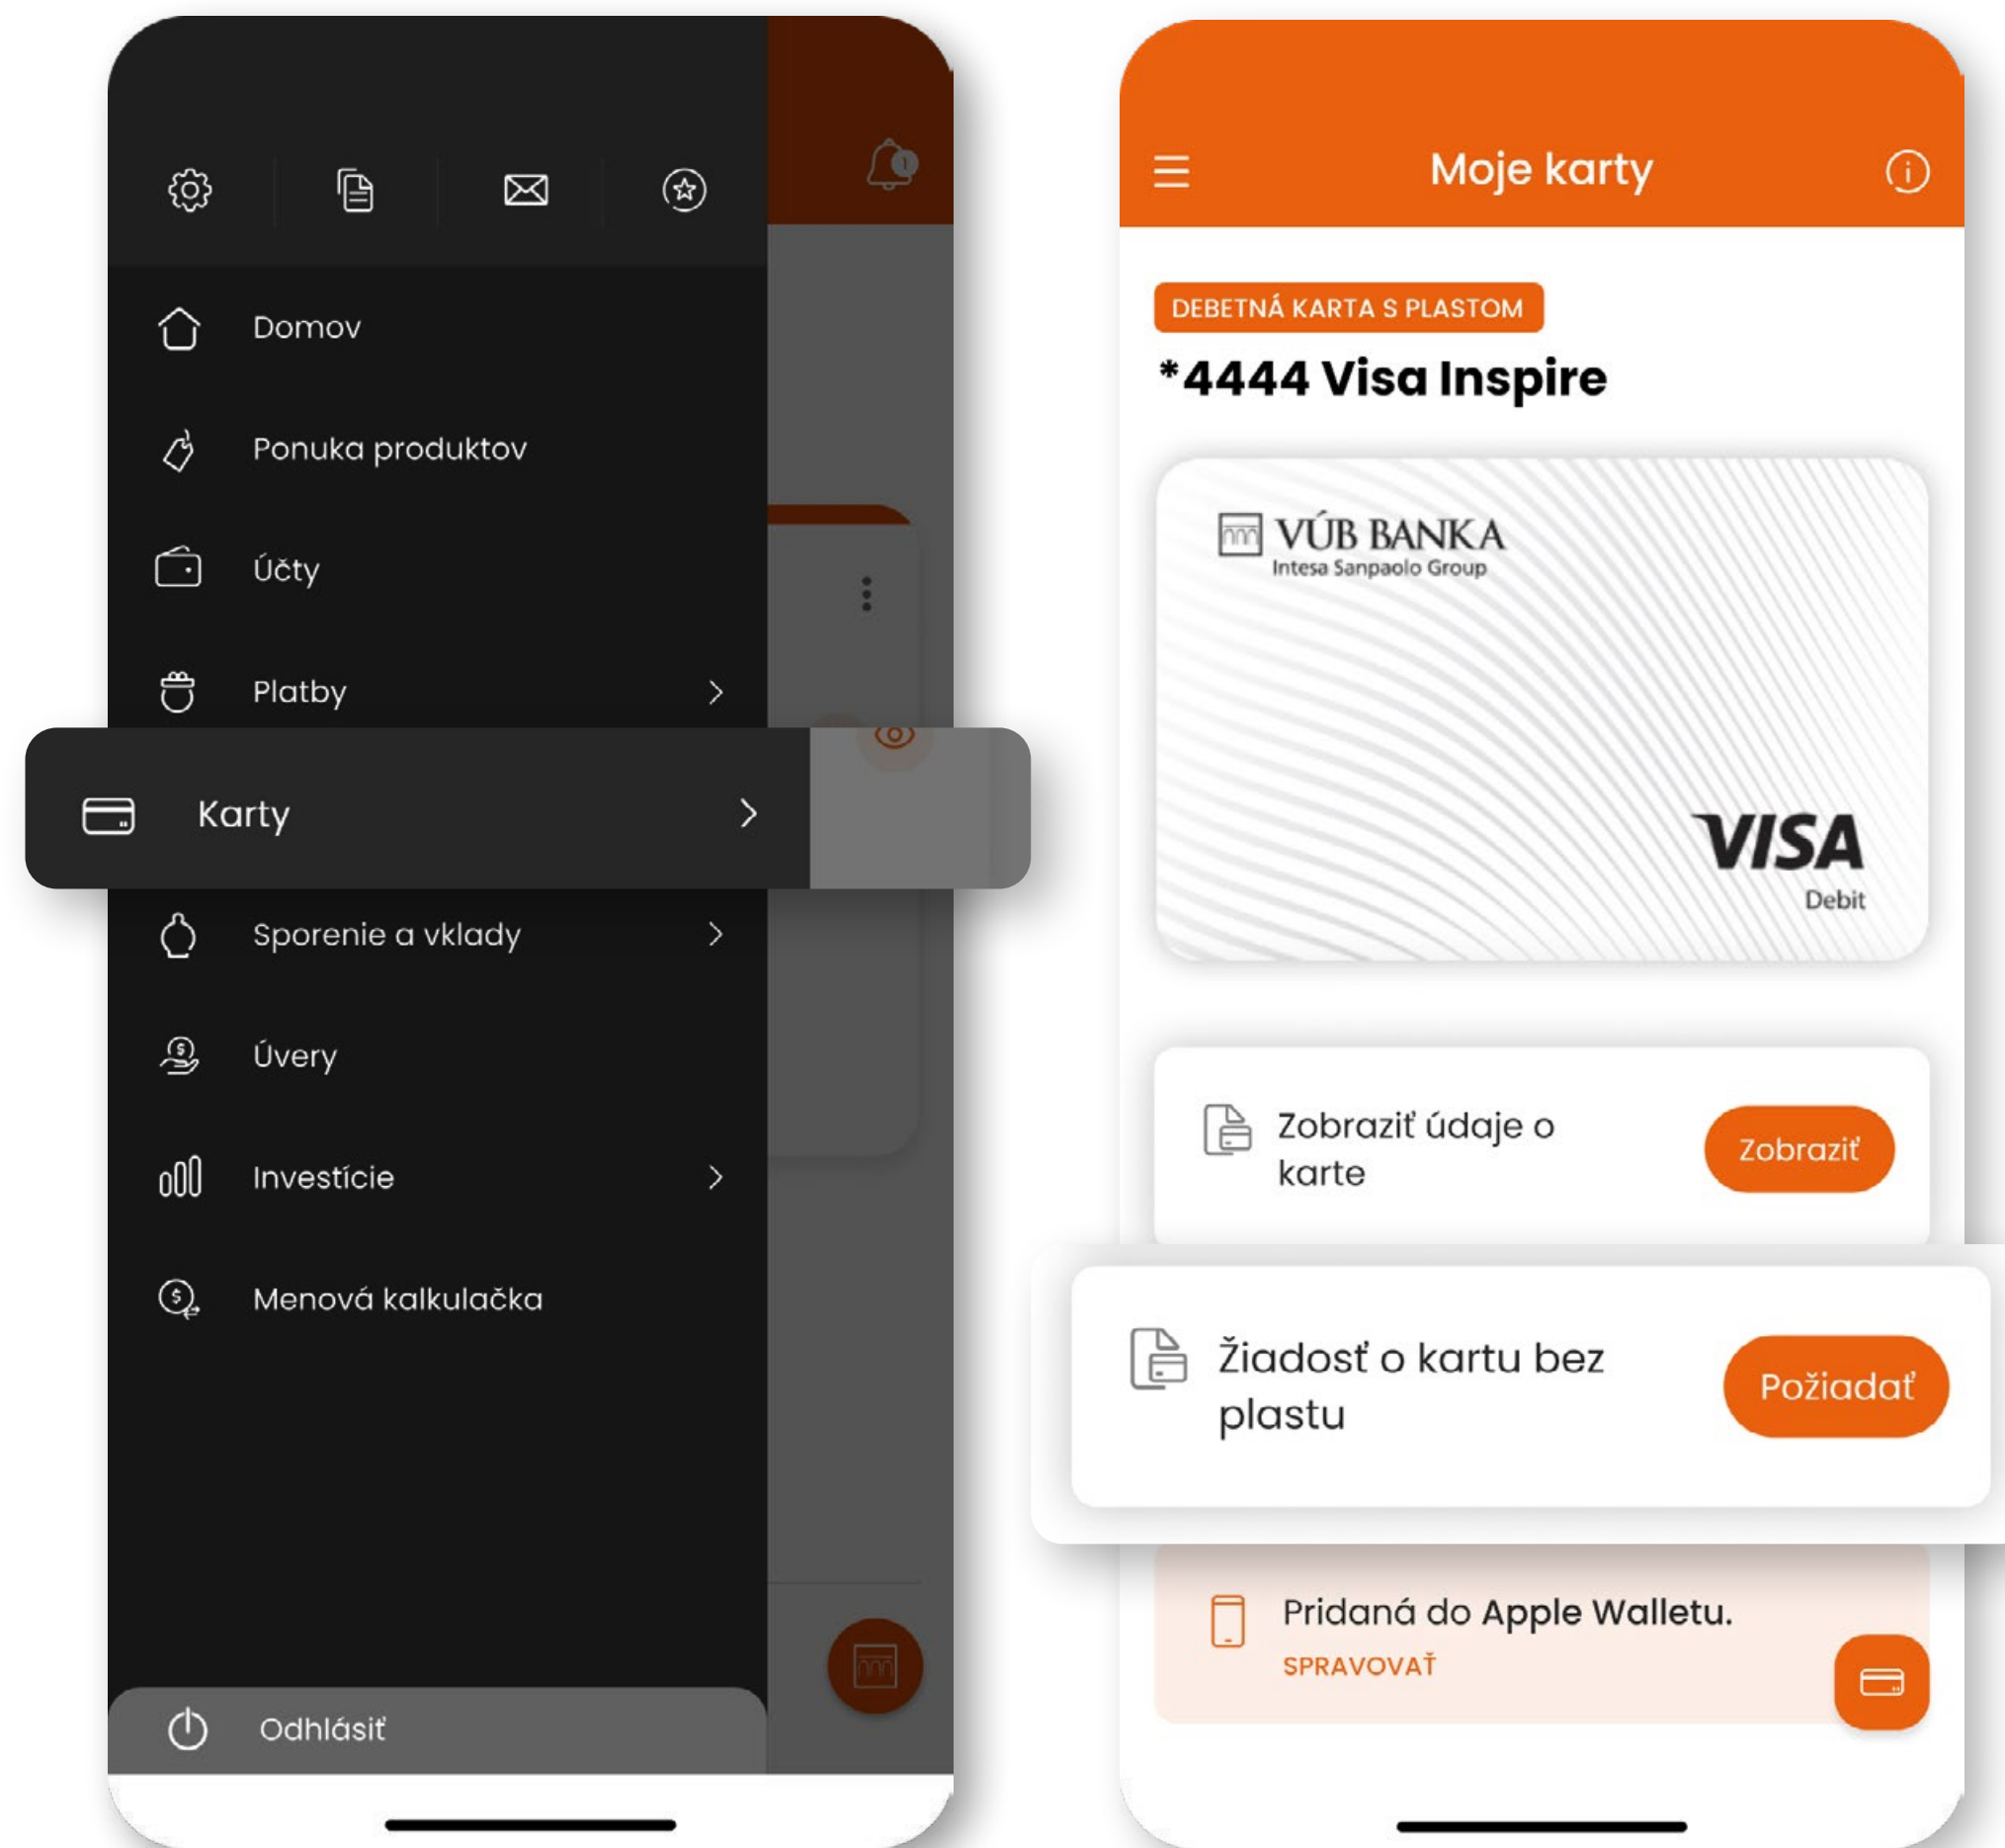 1
Domov
Ponuka produktov
Účty
Platby
Karty
Sporenie a vklady
Úvery
Investície
Menová kalkulačka
Odhlásiť
Moje karty
DEBETNÁ KARTA S PLASTOM
*4444 Visa Inspire
VÚB BANKA
Intesa Sanpaolo Group
VISA
Debit
Zobraziť údaje o
karte
Zobraziť
Žiadosť o kartu bez
plastu
Požiadať
Pridaná do Apple Walletu.
SPRAVOVAŤ